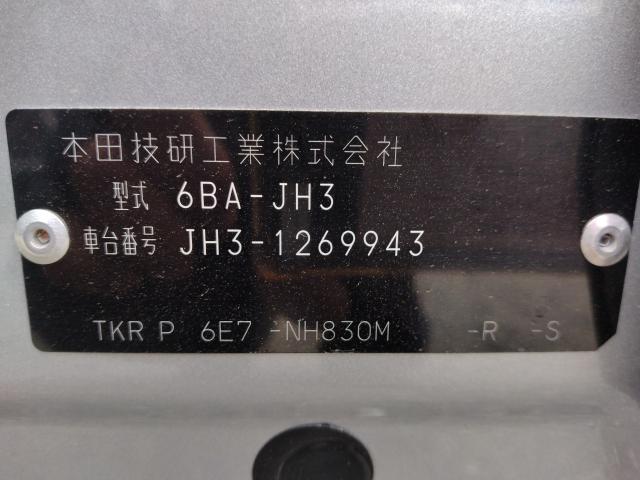 本田技研工業株式会社
型式 6BA-JH3
車台番号 JH3-1269943
TKR P 6E7 -NH830M -R -S